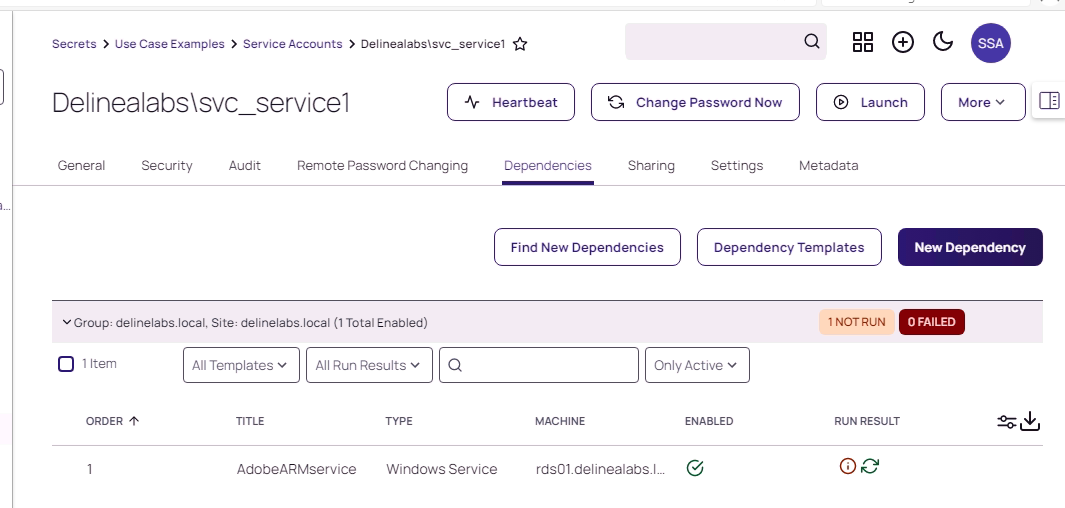 Secrets > Use Case Examples > Service Accounts > Delinealabs\svc_service1
SSA
Delinealabs\svc_service1
Heartbeat
Change Password Now
Launch
More
General Security Audit Remote Password Changing Dependencies Sharing Settings Metadata
a...
Find New Dependencies
Dependency Templates
New Dependency
Group: delinelabs.local, Site: delinelabs.local (1 Total Enabled)
1 NOT RUN
0 FAILED
1 Item
All Templates
All Run Results
Only Active
ORDER TITLE TYPE MACHINE ENABLED RUN RESULT
1 AdobeARMservice Windows Service rds01.delinealabs.l...